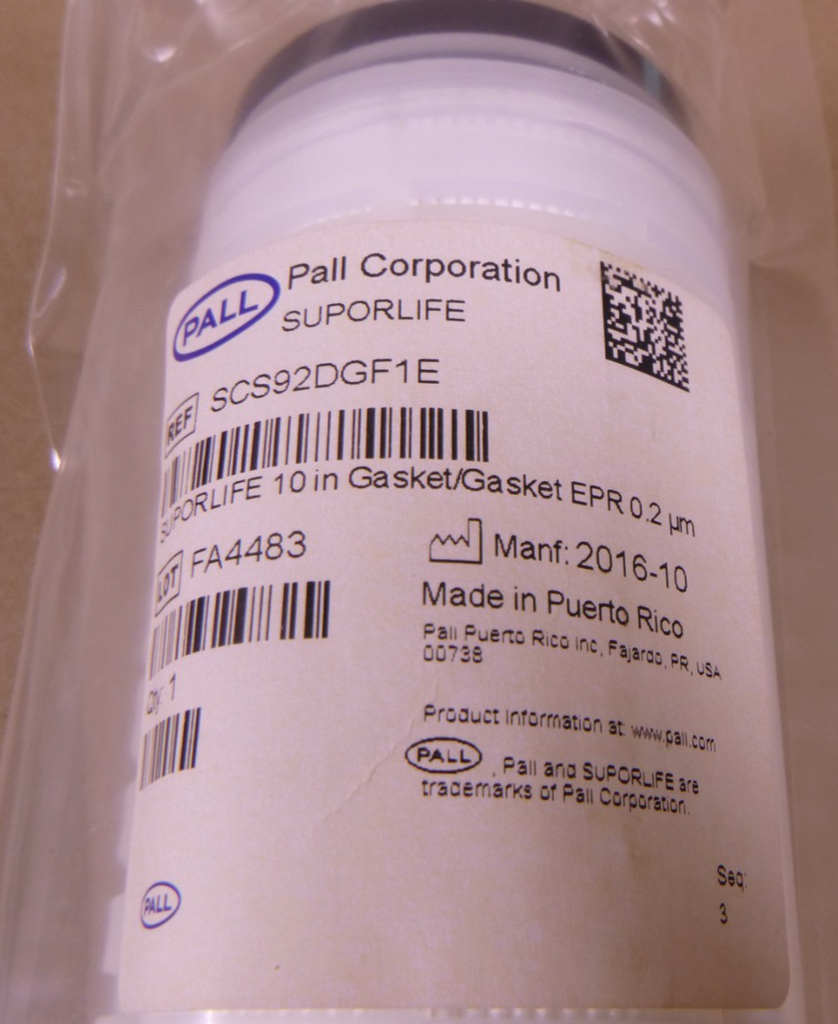 PALL
Pall Corporation
SUPORLIFE
REF SCS92DGF1E
SUPORLIFE 10 in Gasket/Gasket EPR 0.2 µm
LOT FA4483
Manf: 2016-10
Made in Puerto Rico
Pall Puerto Rico Inc, Fajardo, PR, USA
00738
Qty: 1
Product Information at: www.pall.com
PALL , Pall and SUPORLIFE are
trademarks of Pall Corporation.
PALL
Seq:
3